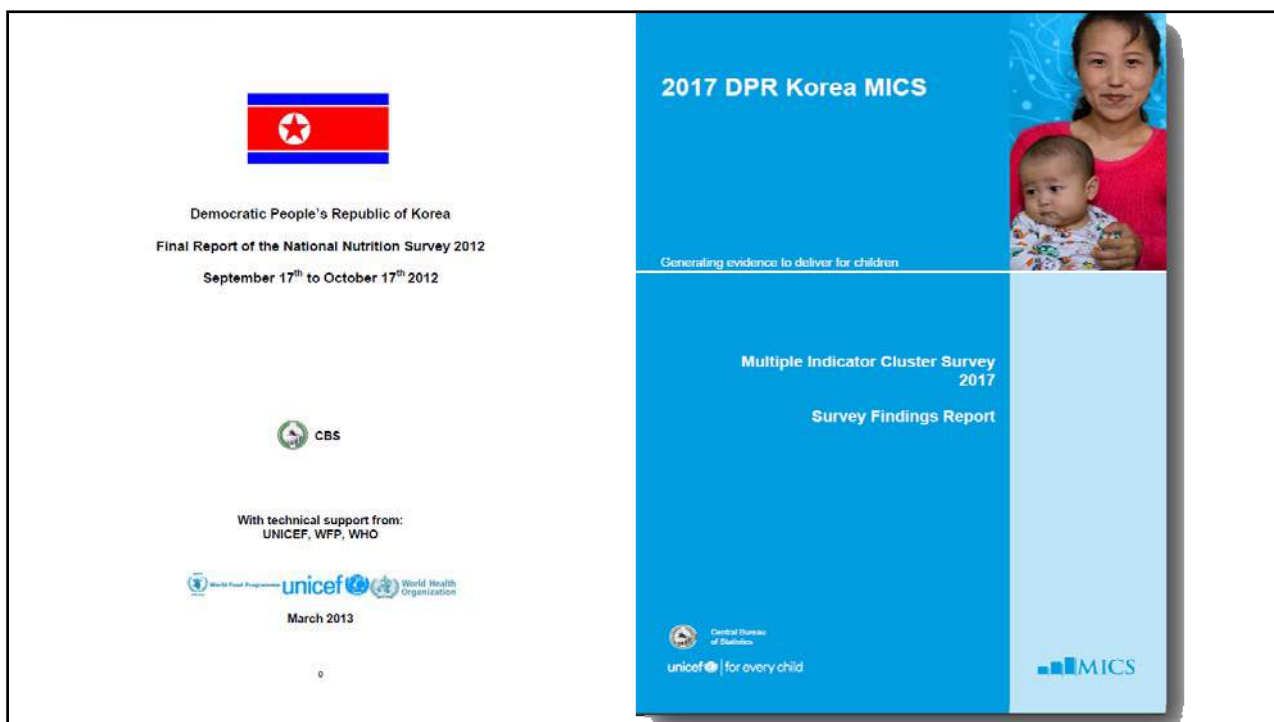 Democratic People's Republic of Korea
Final Report of the National Nutrition Survey 2012
September 17th to October 17th 2012
CBS
With technical support from:
UNICEF, WFP, WHO
World Food Programme
unicef
World Health
Organization
March 2013
0
2017 DPR Korea MICS
Generating evidence to deliver for children
Multiple Indicator Cluster Survey
2017
Survey Findings Report
Central Bureau
of Statistics
unicef | for every child
MICS